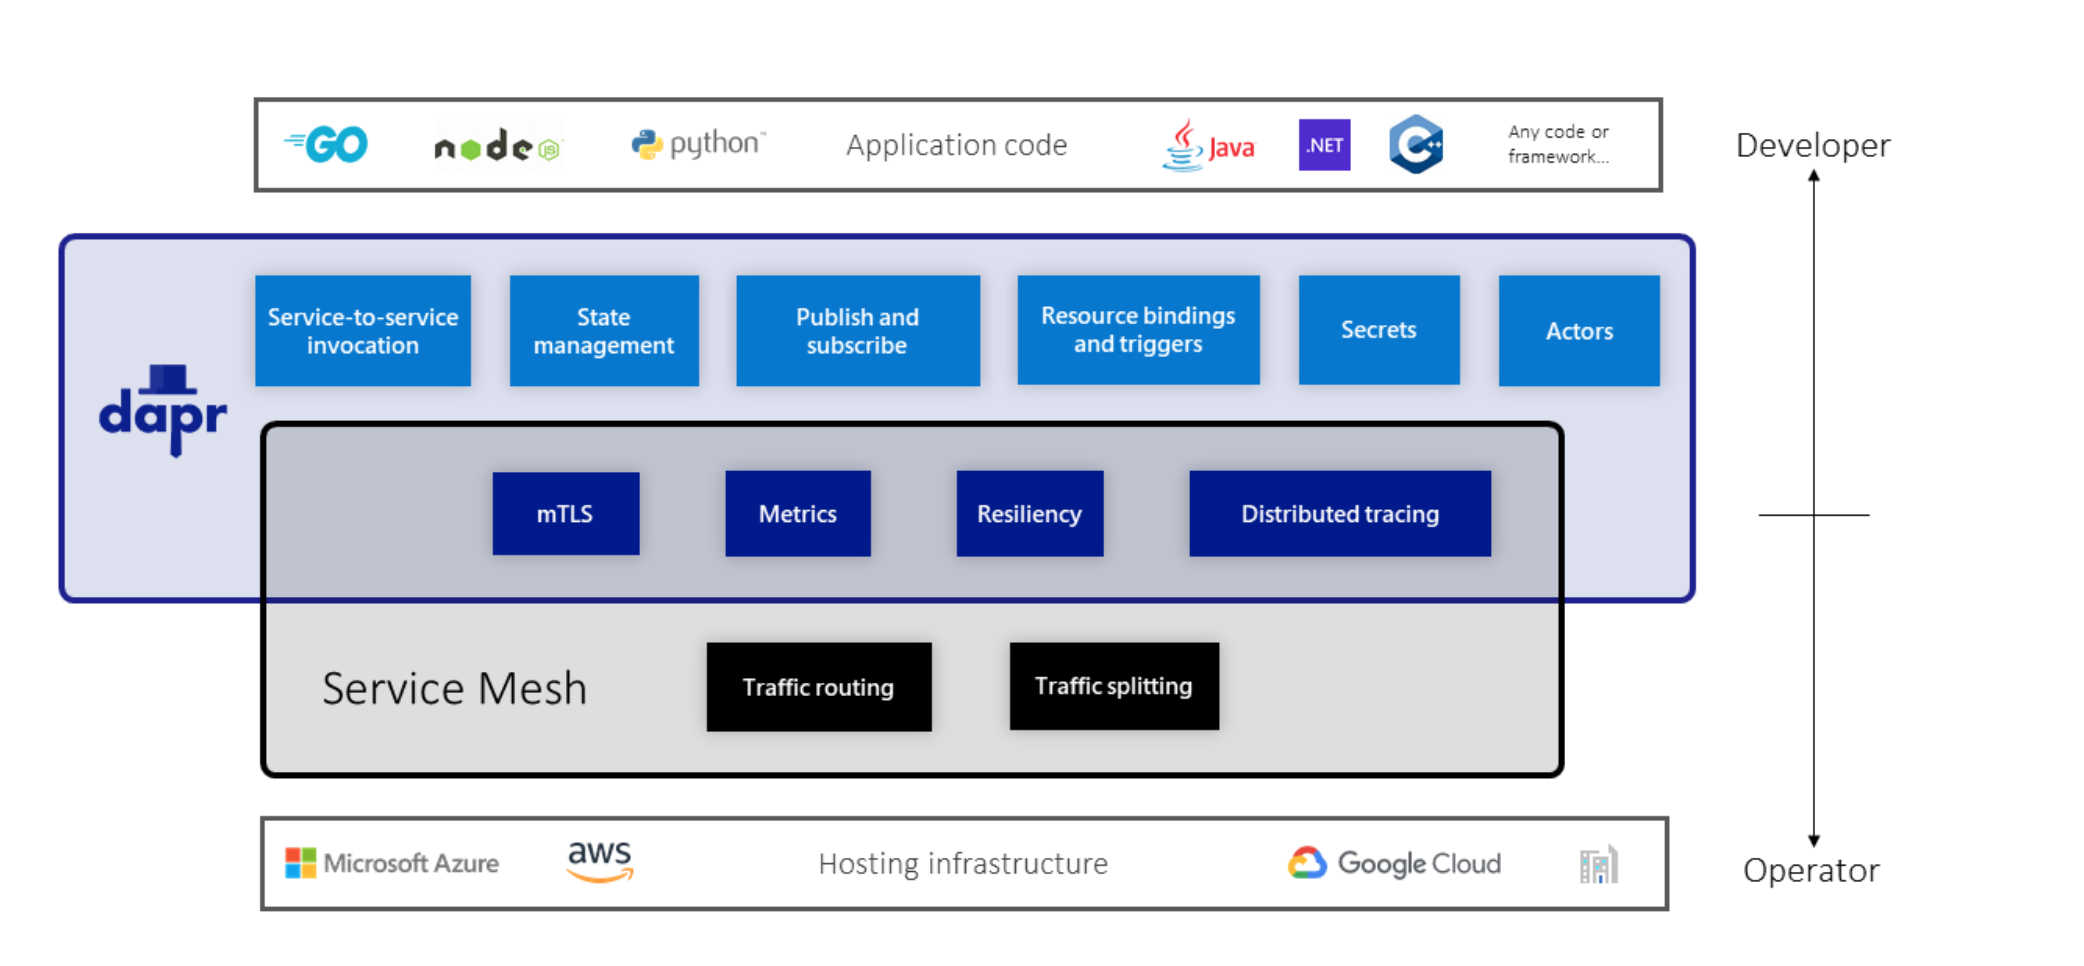 GO
node JS
python™
Application code
Java
.NET
C++
Any code or
framework...
Developer
Service-to-service
invocation
State
management
Publish and
subscribe
Resource bindings
and triggers
Secrets
Actors
dapr
mTLS
Metrics
Resiliency
Distributed tracing
Service Mesh
Traffic routing
Traffic splitting
Microsoft Azure
aws
Hosting infrastructure
Google Cloud
Operator